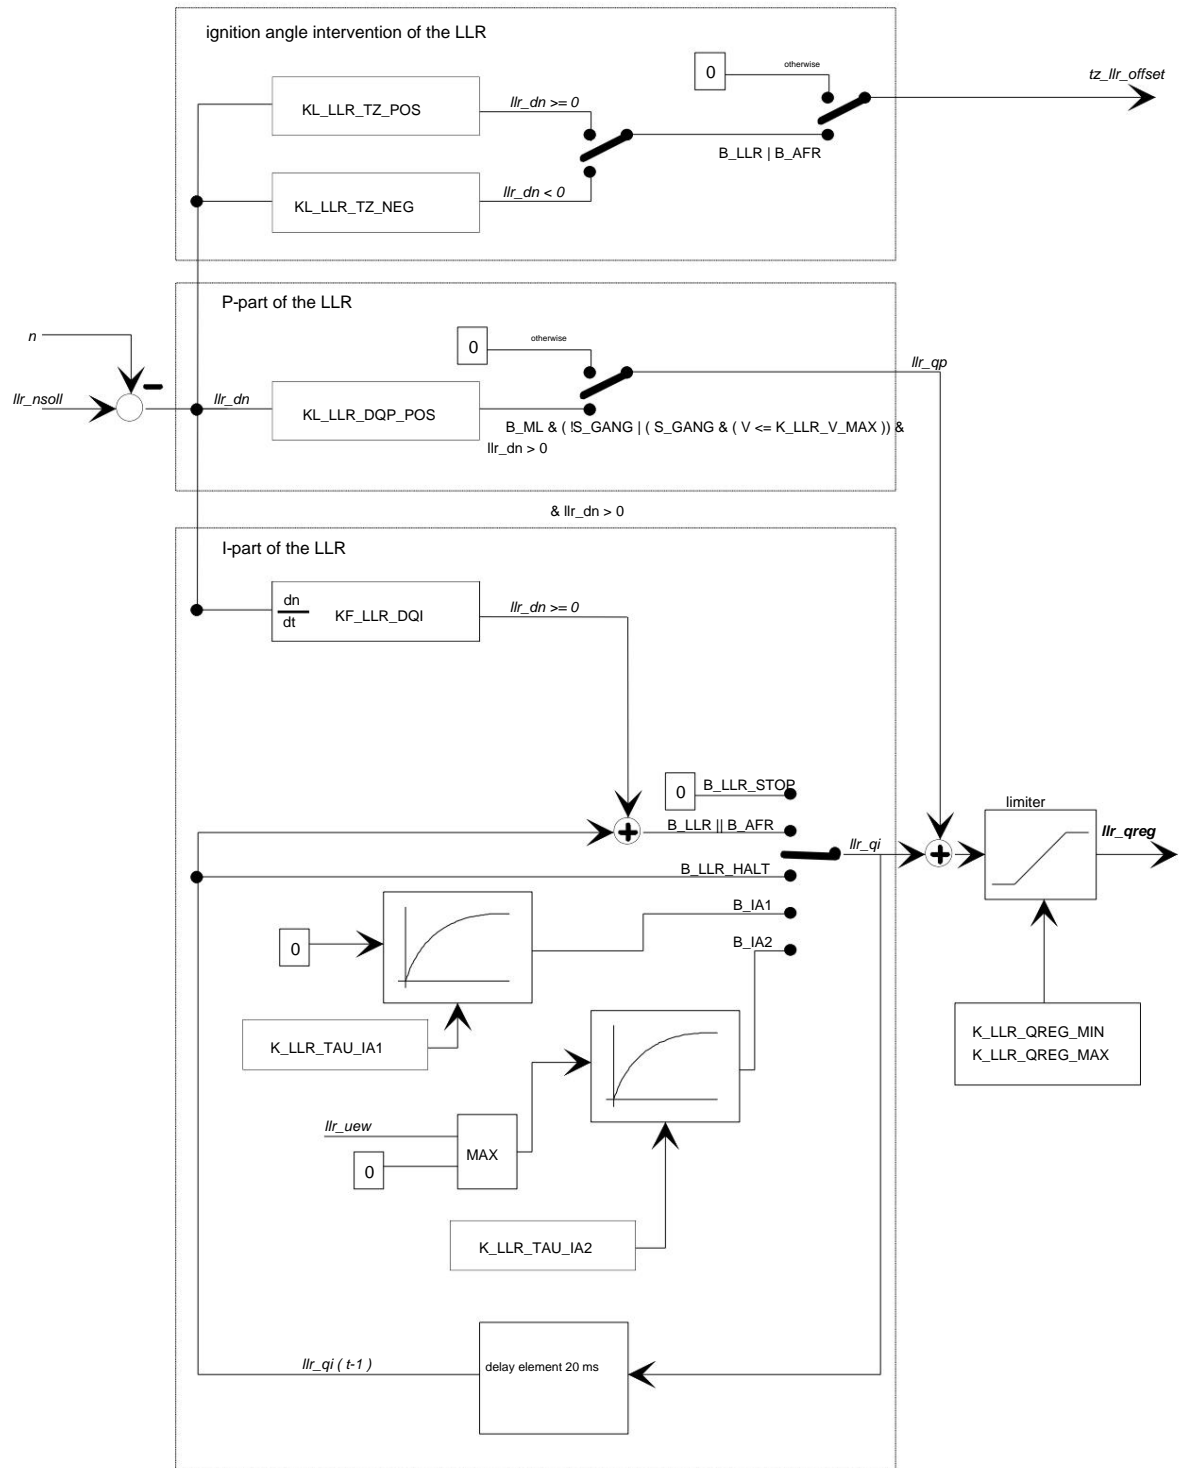 ignition angle intervention of the LLR
0
otherwise
tz_llr_offset
KL_LLR_TZ_POS
llr_dn >= 0
B_LLR | B_AFR
KL_LLR_TZ_NEG
llr_dn < 0
P-part of the LLR
n
0
otherwise
llr_qp
llr_nsoll
llr_dn
KL_LLR_DQP_POS
B_ML & ( !S_GANG | ( S_GANG & ( V <= K_LLR_V_MAX )) &
llr_dn > 0
& llr_dn > 0
I-part of the LLR
dn
dt
KF_LLR_DQI
llr_dn >= 0
0
B_LLR_STOP
limiter
B_LLR || B_AFR
llr_qi
llr_qreg
B_LLR_HALT
B_IA1
0
B_IA2
K_LLR_TAU_IA1
K_LLR_QREG_MIN
K_LLR_QREG_MAX
llr_uew
MAX
0
K_LLR_TAU_IA2
llr_qi ( t-1 )
delay element 20 ms